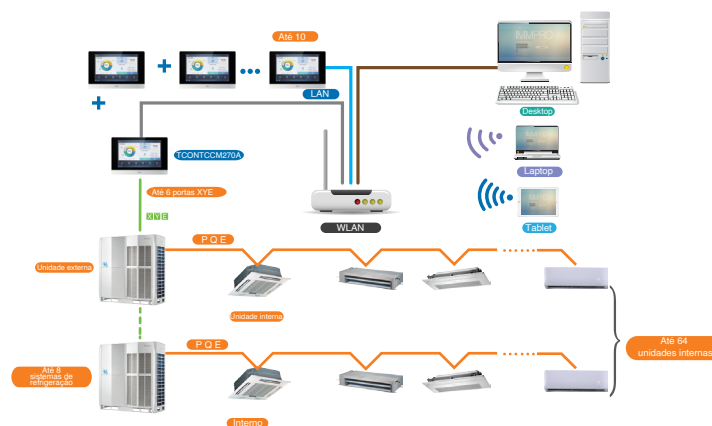 Até 10
IMMPRO
LAN
Desktop
TCONTCCM270A
Laptop
Até 6 portas XYE
X Y E
WLAN
Tablet
P Q E
Unidade externa
Unidade interna
P Q E
Até 64
unidades internas
Até 8
sistemas de
refrigeração
Interno